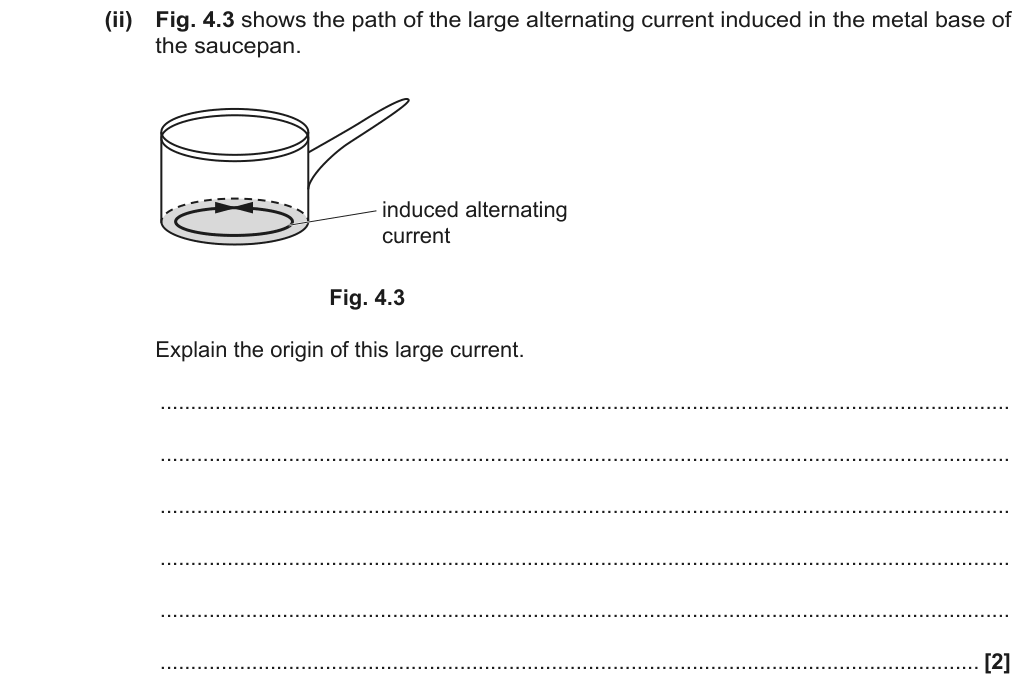 (ii) Fig. 4.3 shows the path of the large alternating current induced in the metal base of
the saucepan.
induced alternating
current
Fig. 4.3
Explain the origin of this large current.
..........................................................................................................................................
..........................................................................................................................................
..........................................................................................................................................
..........................................................................................................................................
..........................................................................................................................................
..................................................................................................................................... [2]